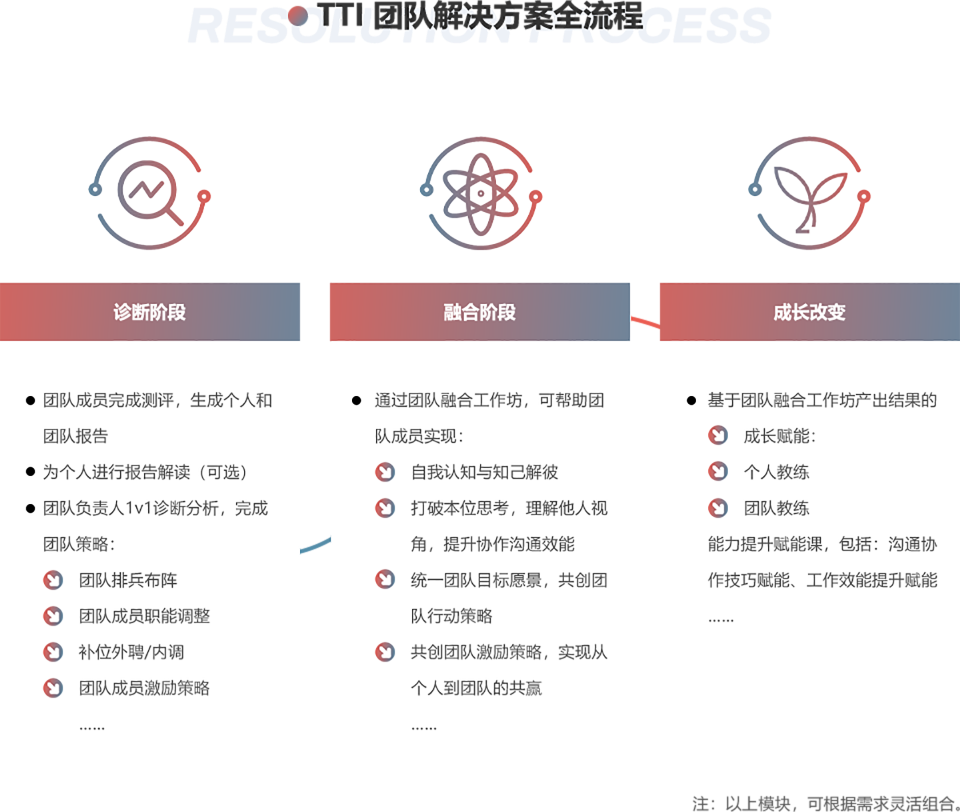 RESOLUTION PROCESS
TTI 团队解决方案全流程
诊断阶段
团队成员完成测评，生成个人和
团队报告
为个人进行报告解读（可选）
团队负责人1v1诊断分析，完成
团队策略：
团队排兵布阵
团队成员职能调整
补位外聘/内调
团队成员激励策略
……
融合阶段
通过团队融合工作坊，可帮助团
队成员实现：
自我认知与知己解彼
打破本位思考，理解他人视
角，提升协作沟通效能
统一团队目标愿景，共创团
队行动策略
共创团队激励策略，实现从
个人到团队的共赢
……
成长改变
基于团队融合工作坊产出结果的
成长赋能：
个人教练
团队教练
能力提升赋能课，包括：沟通协
作技巧赋能、工作效能提升赋能
……
注：以上模块，可根据需求灵活组合。